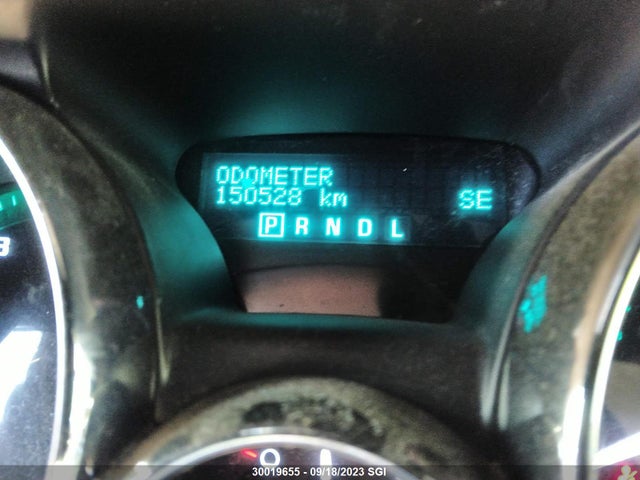 ODOMETER
150528 km SE
P R N D L
30019655 - 09/18/2023 SGI